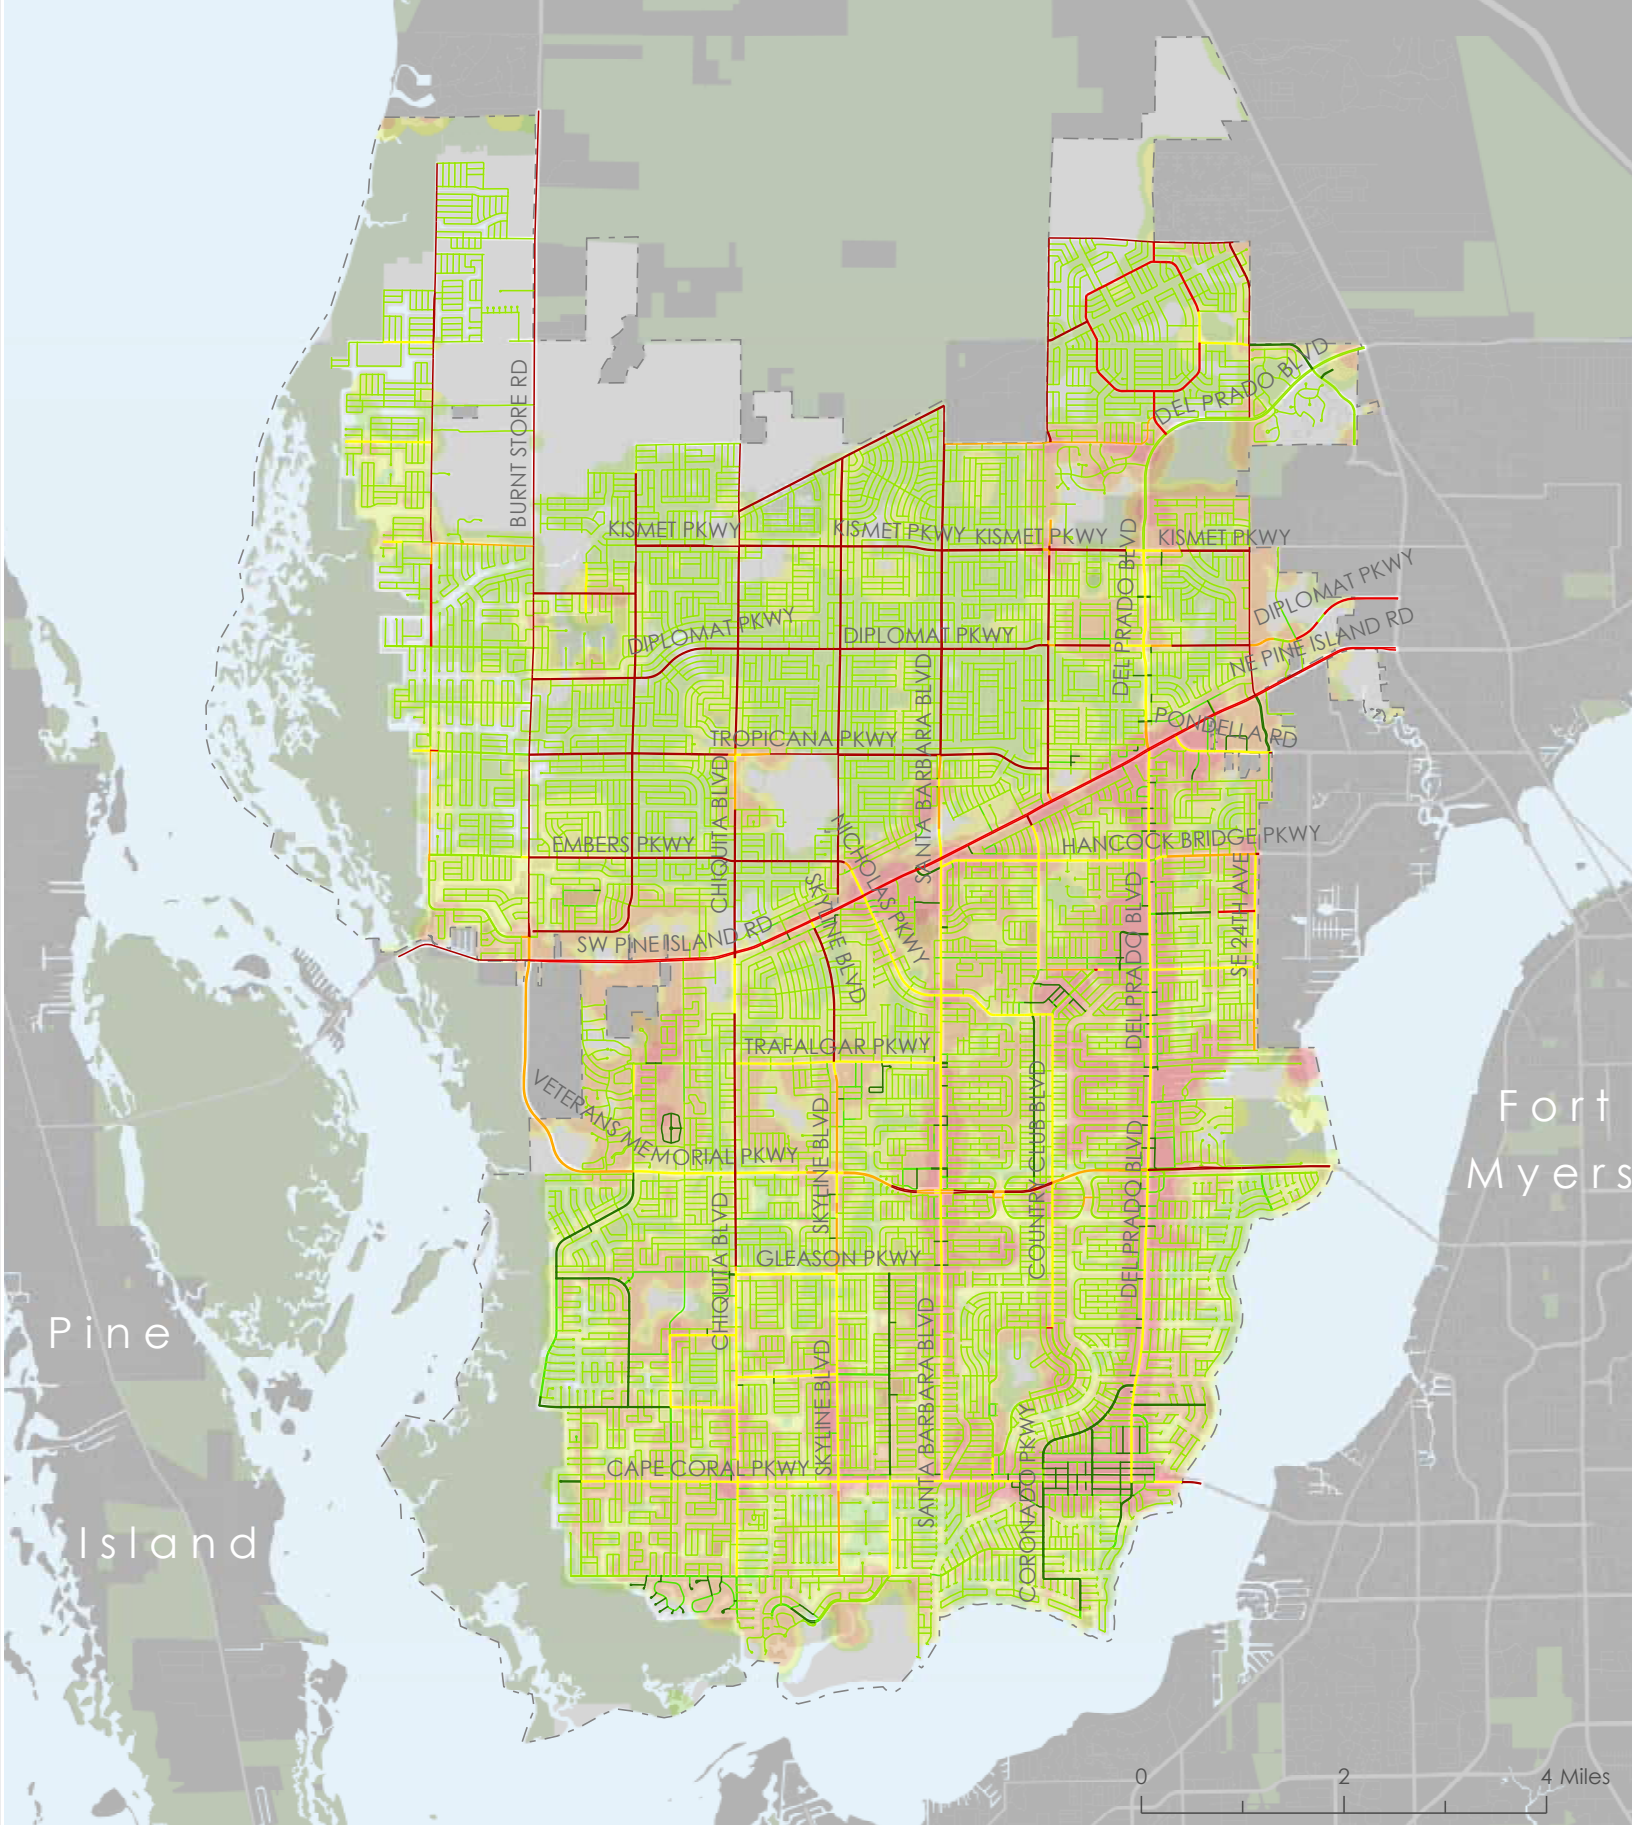 DEL PRADO BLVD
BURNT STORE RD
KISMET PKWY
KISMET PKWY
KISMET PKWY
KISMET PKWY
DEL PRADO BLVD
DIPLOMAT PKWY
DIPLOMAT PKWY
DIPLOMAT PKWY
NE PINE ISLAND RD
SANTA BARBARA BLVD
PONDELLA RD
TROPICANA PKWY
CHIQUITA BLVD
EMBERS PKWY
NICHOLAS PKWY
HANCOCK BRIDGE PKWY
SKYLINE BLVD
DEL PRADO BLVD
SE 24TH AVE
SW PINE ISLAND RD
TRAFALGAR PKWY
VETERANS MEMORIAL PKWY
SKYLINE BLVD
COUNTRY CLUB BLVD
DEL PRADO BLVD
Fort
Myers
CHIQUITA BLVD
GLEASON PKWY
Pine
SKYLINE BLVD
SANTA BARBARA BLVD
CORONADO PKWY
CAPE CORAL PKWY
Island
0 2 4 Miles